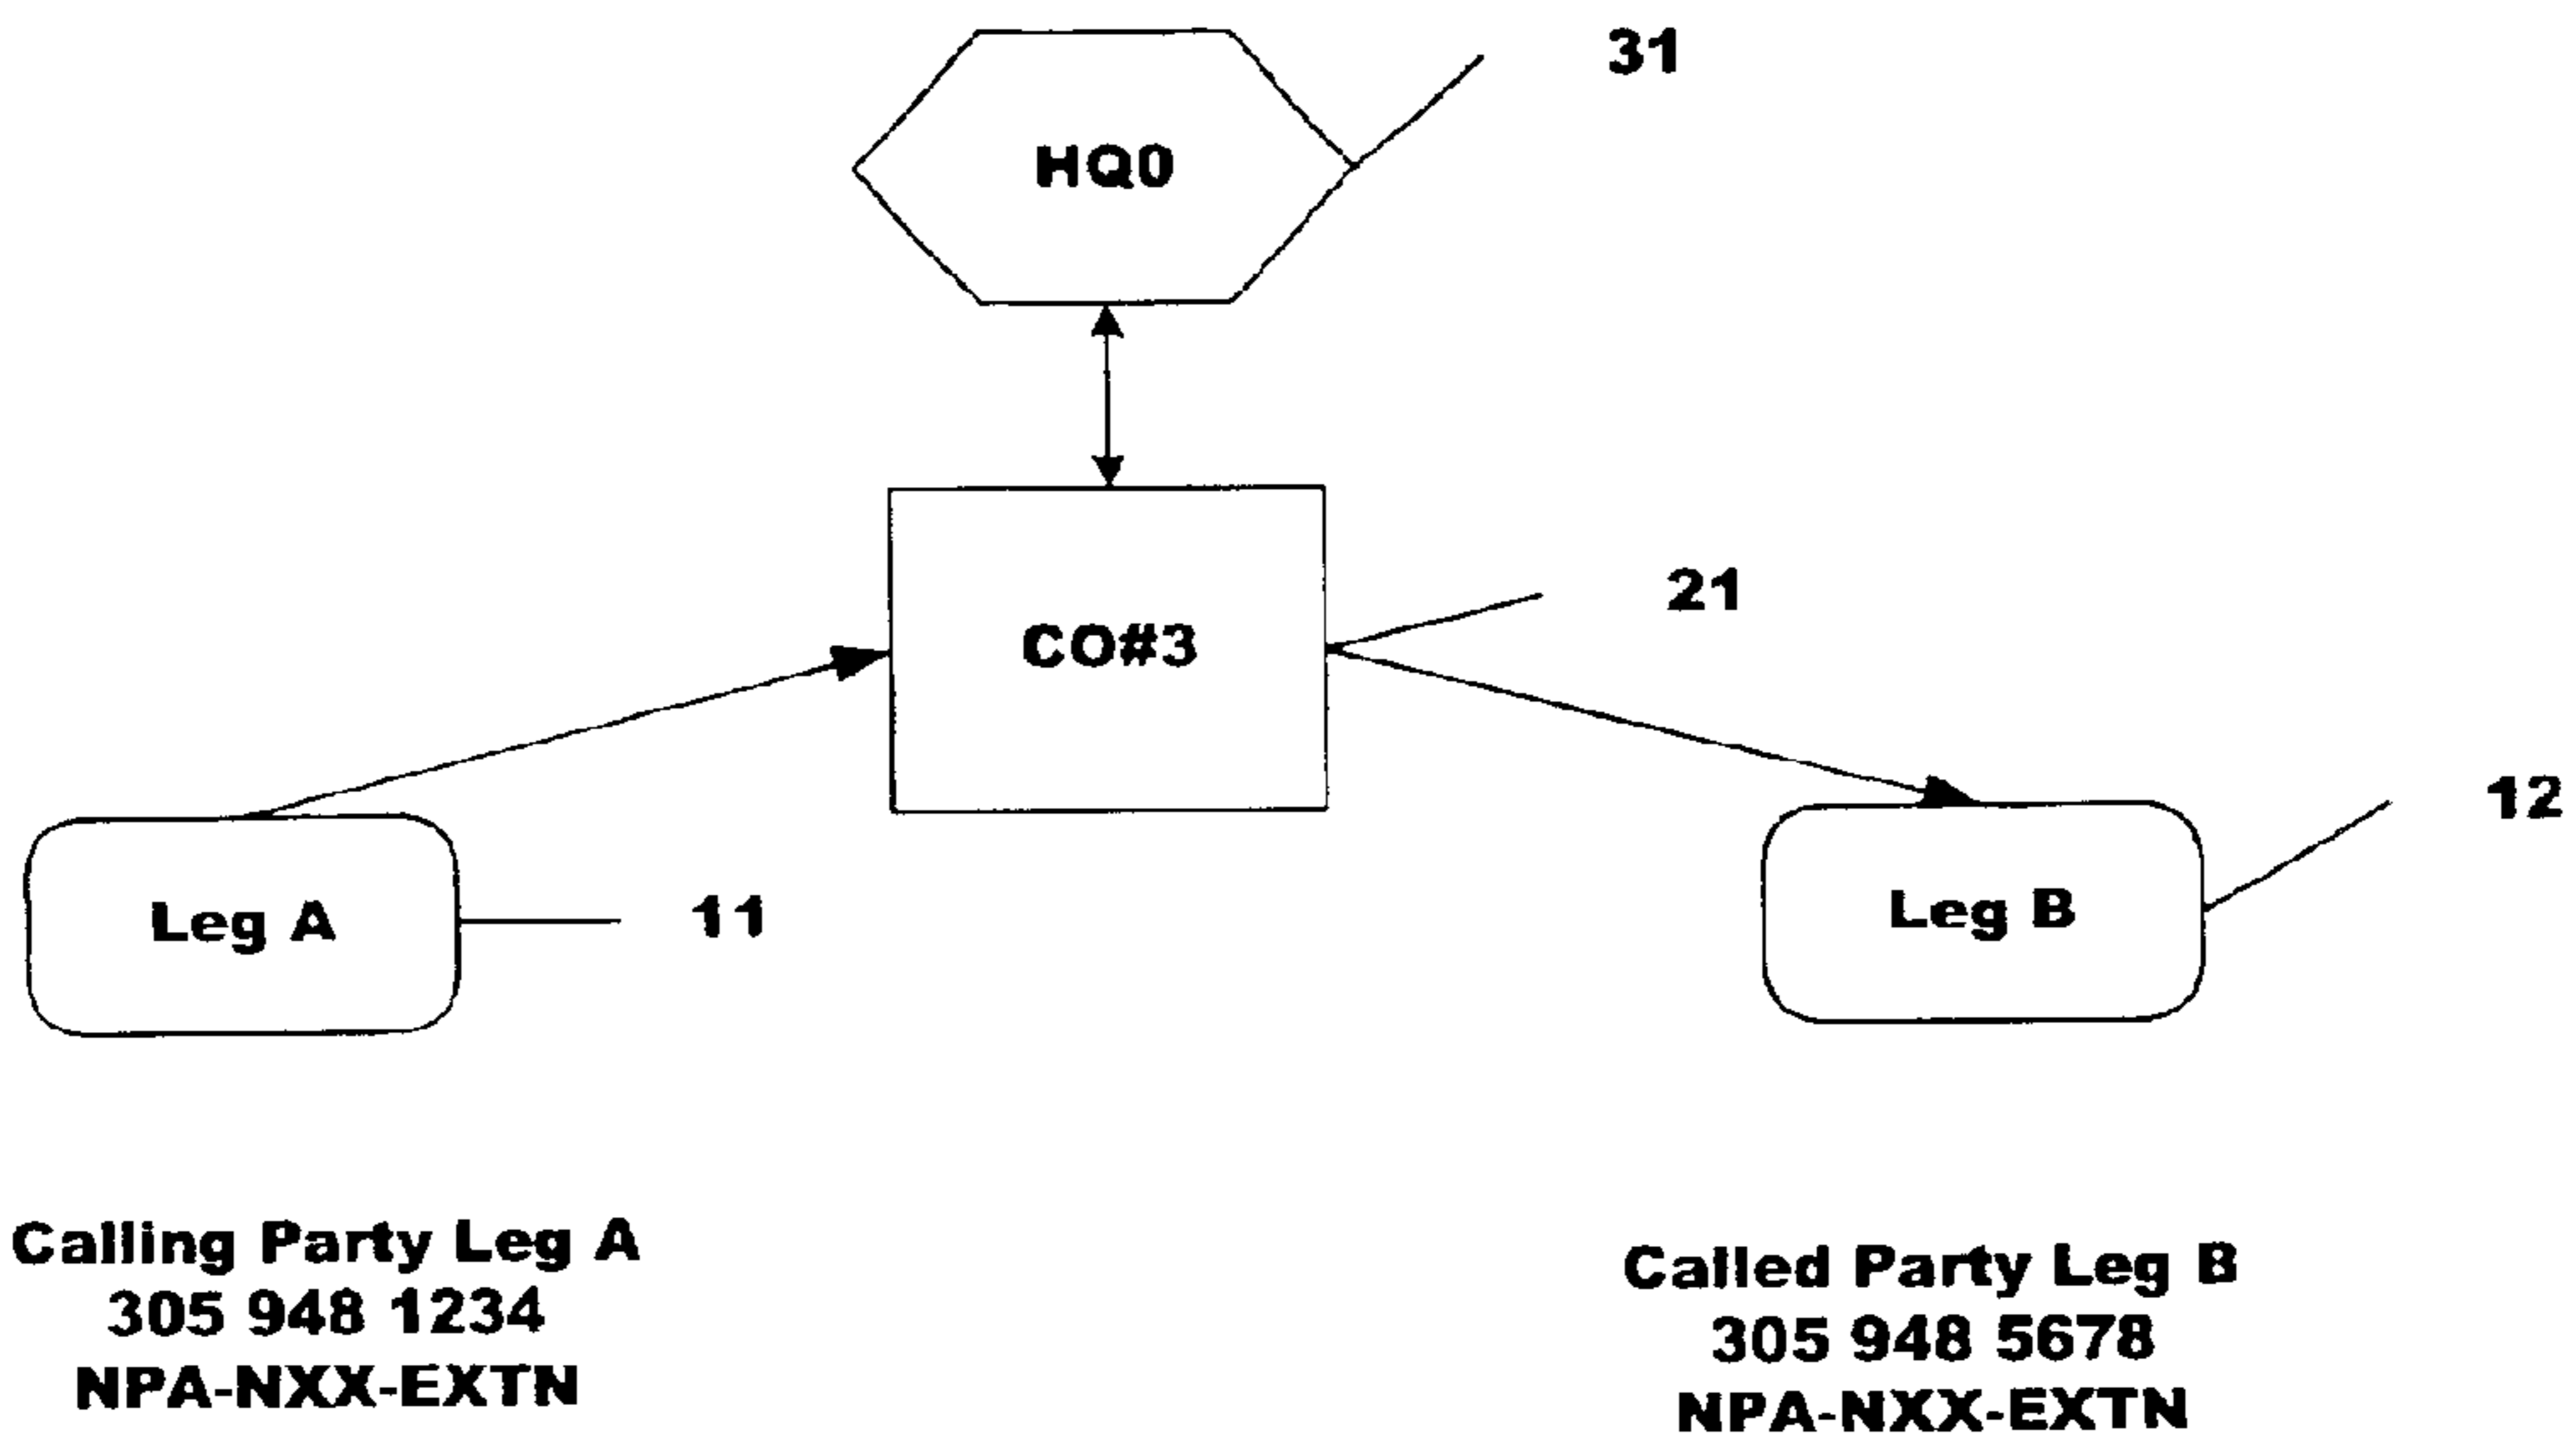 31
HQ0
21
CO#3
12
Leg A
11
Leg B
Calling Party Leg A
305 948 1234
NPA-NXX-EXTN
Called Party Leg B
305 948 5678
NPA-NXX-EXTN